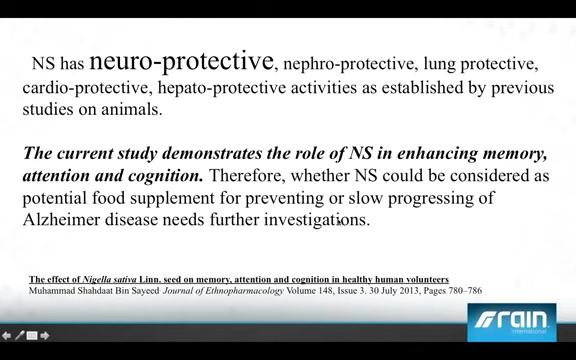 NS has neuro-protective, nephro-protective, lung protective,
cardio-protective, hepato-protective activities as established by previous
studies on animals.
The current study demonstrates the role of NS in enhancing memory,
attention and cognition. Therefore, whether NS could be considered as
potential food supplement for preventing or slow progressing of
Alzheimer disease needs further investigations.
The effect of Nigella sativa Linn. seed on memory, attention and cognition in healthy human volunteers
Muhammad Shahdaat Bin Sayeed Journal of Ethnopharmacology Volume 148, Issue 3. 30 July 2013, Pages 780–786
rain
international